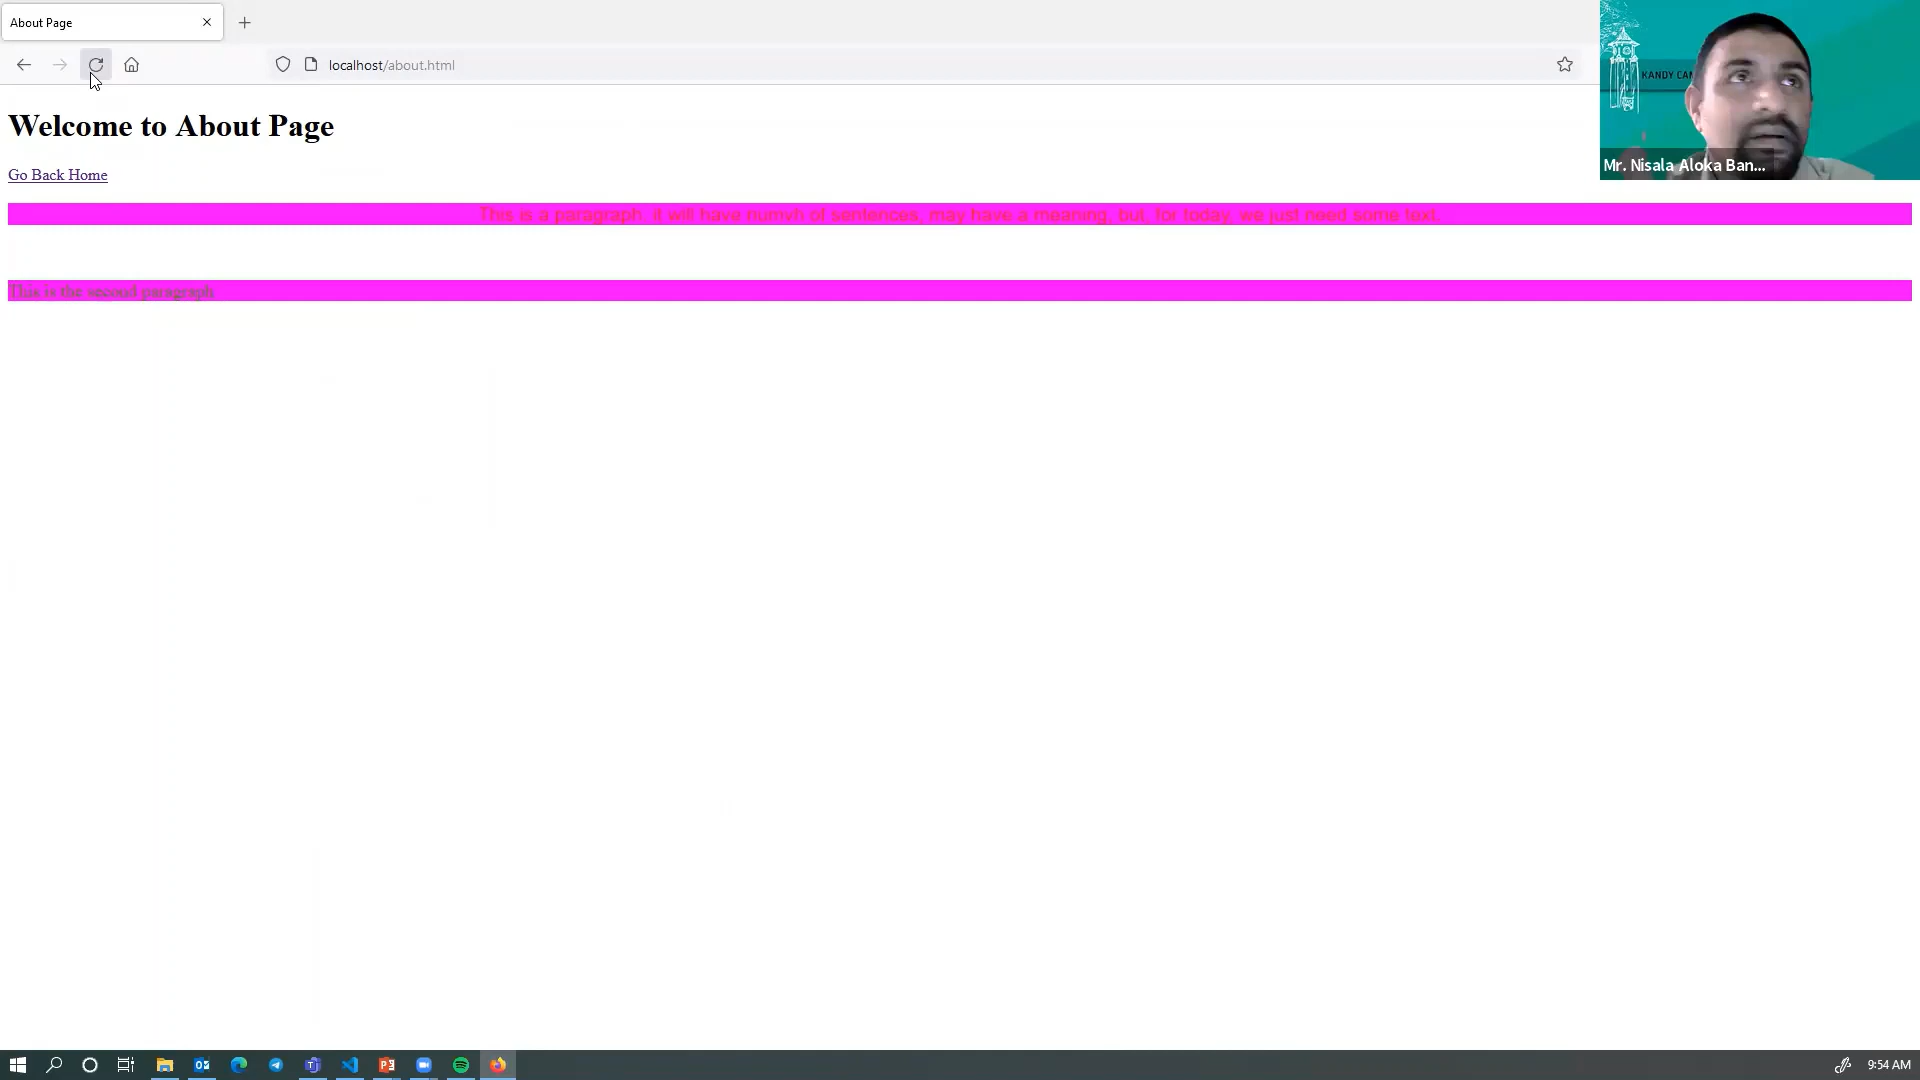 About Page
localhost/about.html
KANDY CAM
Mr. Nisala Aloka Ban...
Welcome to About Page
Go Back Home
This is a paragraph, it will have numvh of sentences, may have a meaning, but, for today, we just need some text.
This is the second paragraph
9:54 AM